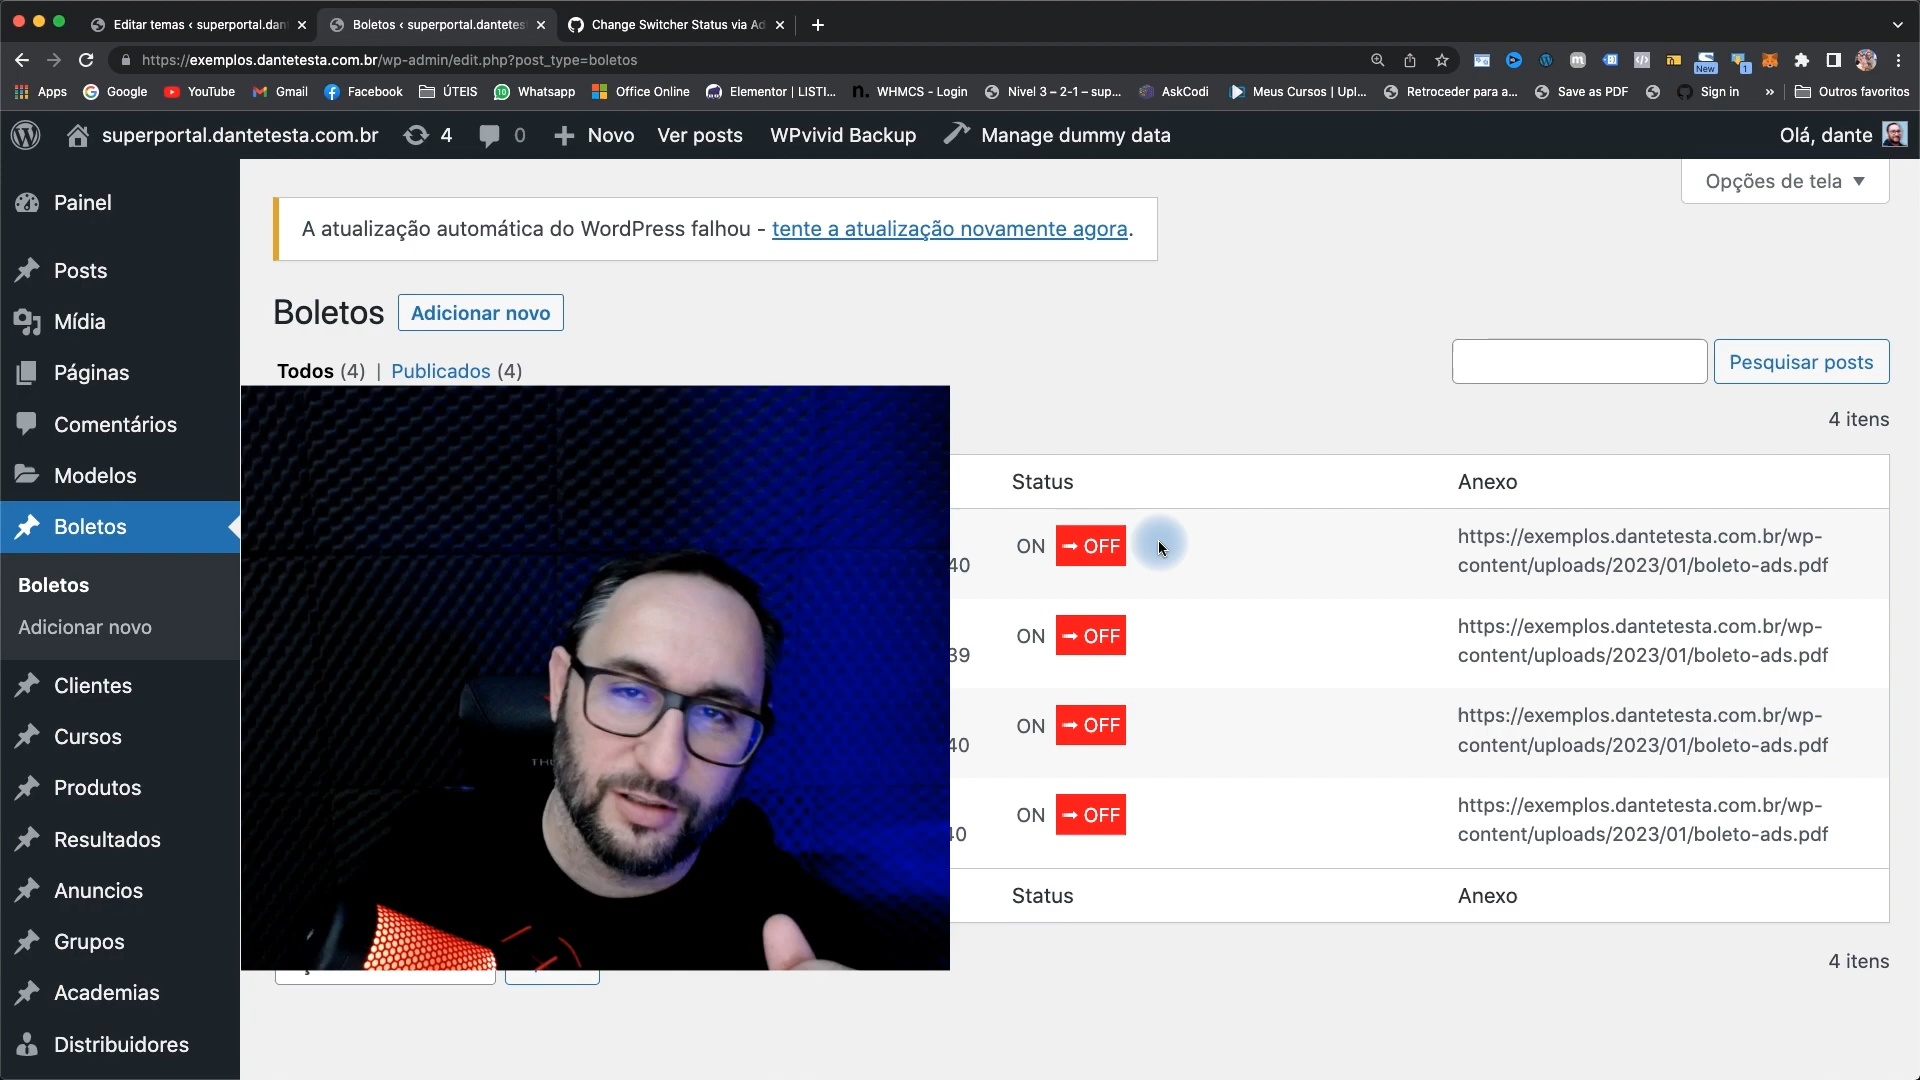 Editar temas ‹ superportal.dan
Boletos ‹ superportal.dantetes
Change Switcher Status via Ad
https://exemplos.dantetesta.com.br/wp-admin/edit.php?post_type=boletos
New
1
Apps
Google
YouTube
Gmail
Facebook
ÚTEIS
Whatsapp
Office Online
Elementor | LISTI...
WHMCS - Login
Nivel 3 – 2-1 – sup...
AskCodi
Meus Cursos | Upl...
Retroceder para a...
Save as PDF
Sign in
»
Outros favoritos
superportal.dantetesta.com.br
4
0
Novo
Ver posts
WPvivid Backup
Manage dummy data
Olá, dante
Painel
Posts
Mídia
Páginas
Comentários
Modelos
Boletos
Boletos
Adicionar novo
Clientes
Cursos
Produtos
Resultados
Anuncios
Grupos
Academias
Distribuidores
Opções de tela
A atualização automática do WordPress falhou - tente a atualização novamente agora.
Boletos
Adicionar novo
Todos (4) | Publicados (4)
Pesquisar posts
4 itens
Status
Anexo
40
ON
➞ OFF
https://exemplos.dantetesta.com.br/wp-
content/uploads/2023/01/boleto-ads.pdf
39
ON
➞ OFF
https://exemplos.dantetesta.com.br/wp-
content/uploads/2023/01/boleto-ads.pdf
40
ON
➞ OFF
https://exemplos.dantetesta.com.br/wp-
content/uploads/2023/01/boleto-ads.pdf
40
ON
➞ OFF
https://exemplos.dantetesta.com.br/wp-
content/uploads/2023/01/boleto-ads.pdf
Status
Anexo
4 itens